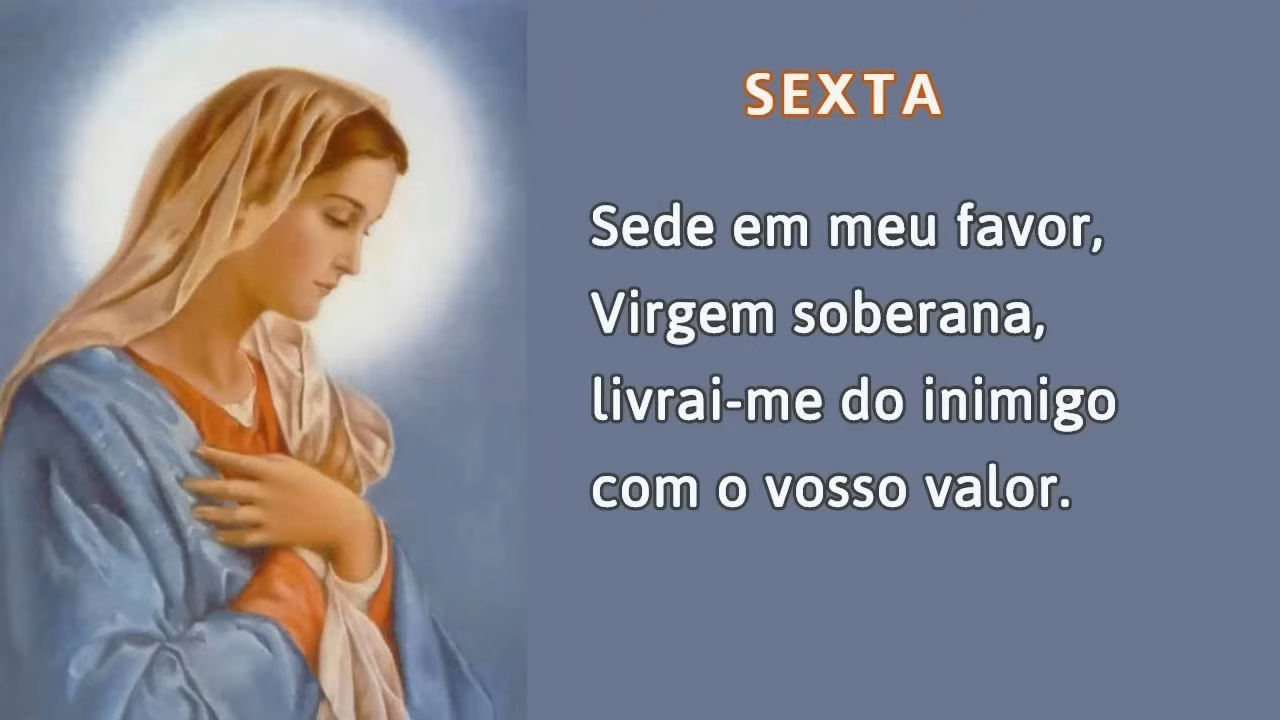 SEXTA
Sede em meu favor,
Virgem soberana,
livrai-me do inimigo
com o vosso valor.